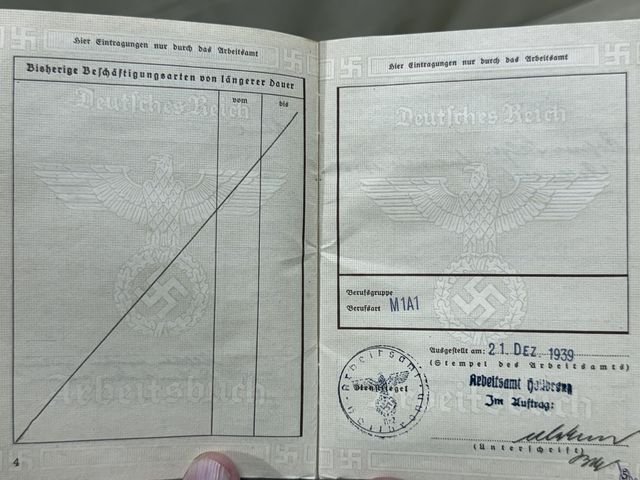 Hier Eintragungen nur durch das Arbeitsamt
Bisherige Beschäftigungsarten von längerer Dauer
vom
bis
Deutsches Reich
Arbeitsbuch
4
Hier Eintragungen nur durch das Arbeitsamt
Deutsches Reich
Berufsgruppe
Berufsart M1A1
Ausgestellt am: 21. DEZ. 1939
(Stempel des Arbeitsamts)
Arbeitsamt Heilbronn
Im Auftrag:
Dienstsiegel
(Unterschrift)
5